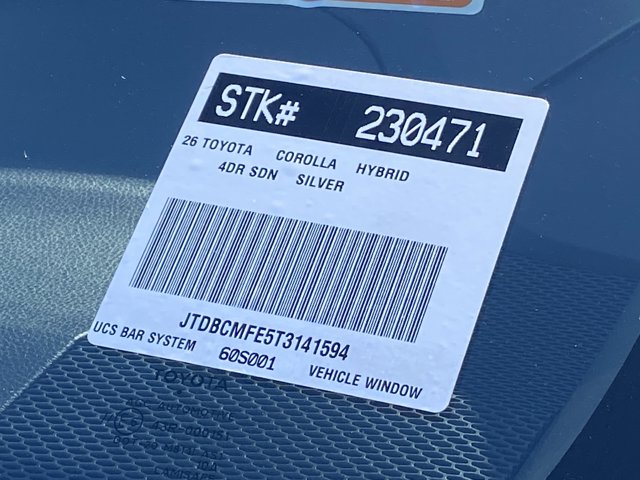 STK# 230471
26 TOYOTA COROLLA HYBRID
4DR SDN SILVER
JTDBCMFE5T3141594
UCS BAR SYSTEM 60S001 VEHICLE WINDOW
TOYOTA